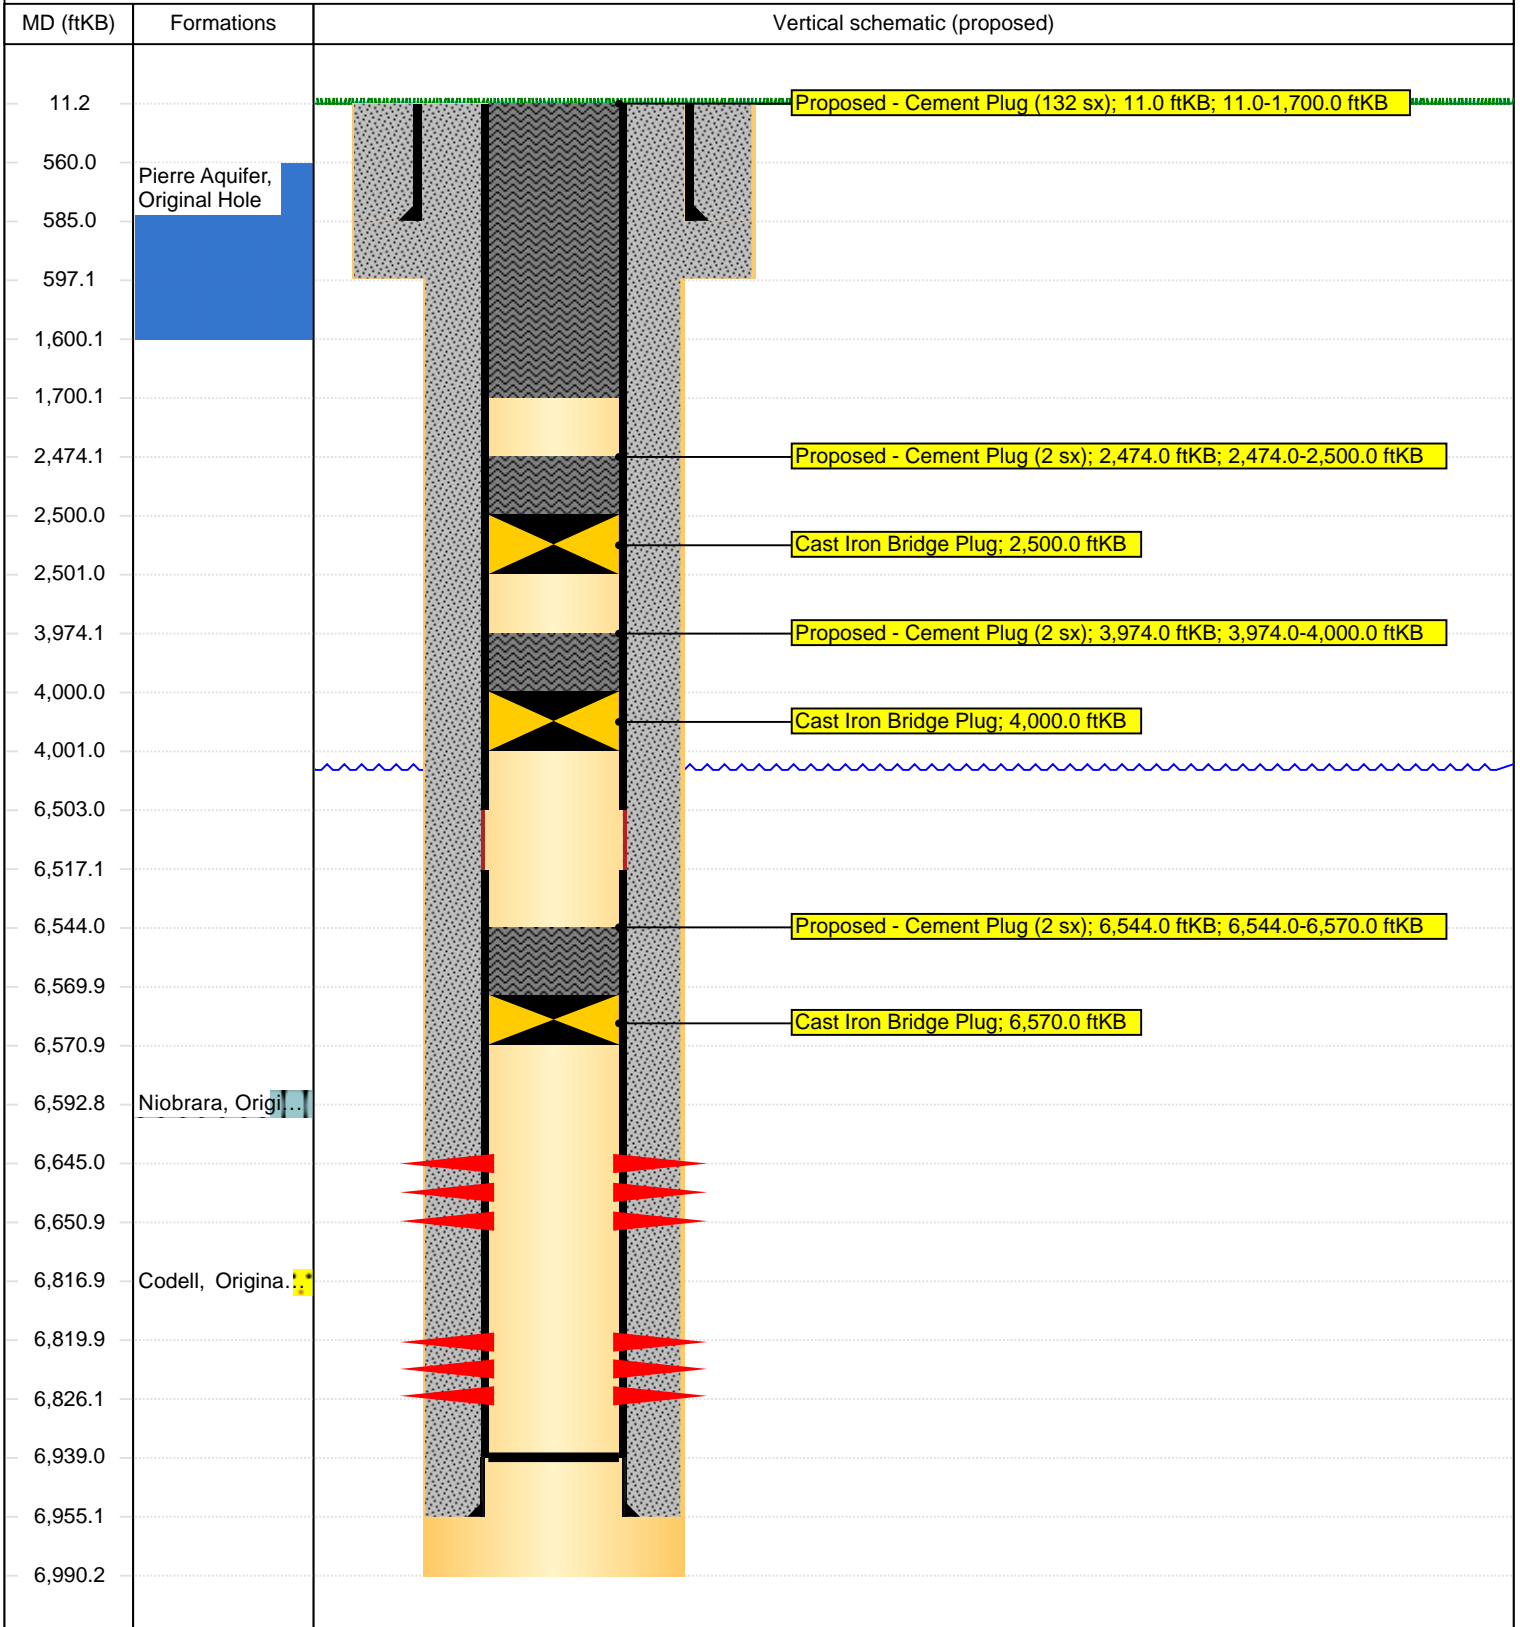 MD (ftKB) Formations Vertical schematic (proposed)
11.2
Proposed - Cement Plug (132 sx); 11.0 ftKB; 11.0-1,700.0 ftKB
560.0
Pierre Aquifer,
Original Hole
585.0
597.1
1,600.1
1,700.1
2,474.1
Proposed - Cement Plug (2 sx); 2,474.0 ftKB; 2,474.0-2,500.0 ftKB
2,500.0
Cast Iron Bridge Plug; 2,500.0 ftKB
2,501.0
3,974.1
Proposed - Cement Plug (2 sx); 3,974.0 ftKB; 3,974.0-4,000.0 ftKB
4,000.0
Cast Iron Bridge Plug; 4,000.0 ftKB
4,001.0
6,503.0
6,517.1
6,544.0
Proposed - Cement Plug (2 sx); 6,544.0 ftKB; 6,544.0-6,570.0 ftKB
6,569.9
Cast Iron Bridge Plug; 6,570.0 ftKB
6,570.9
6,592.8
Niobrara, Origi...
6,645.0
6,650.9
6,816.9
Codell, Origina...
6,819.9
6,826.1
6,939.0
6,955.1
6,990.2